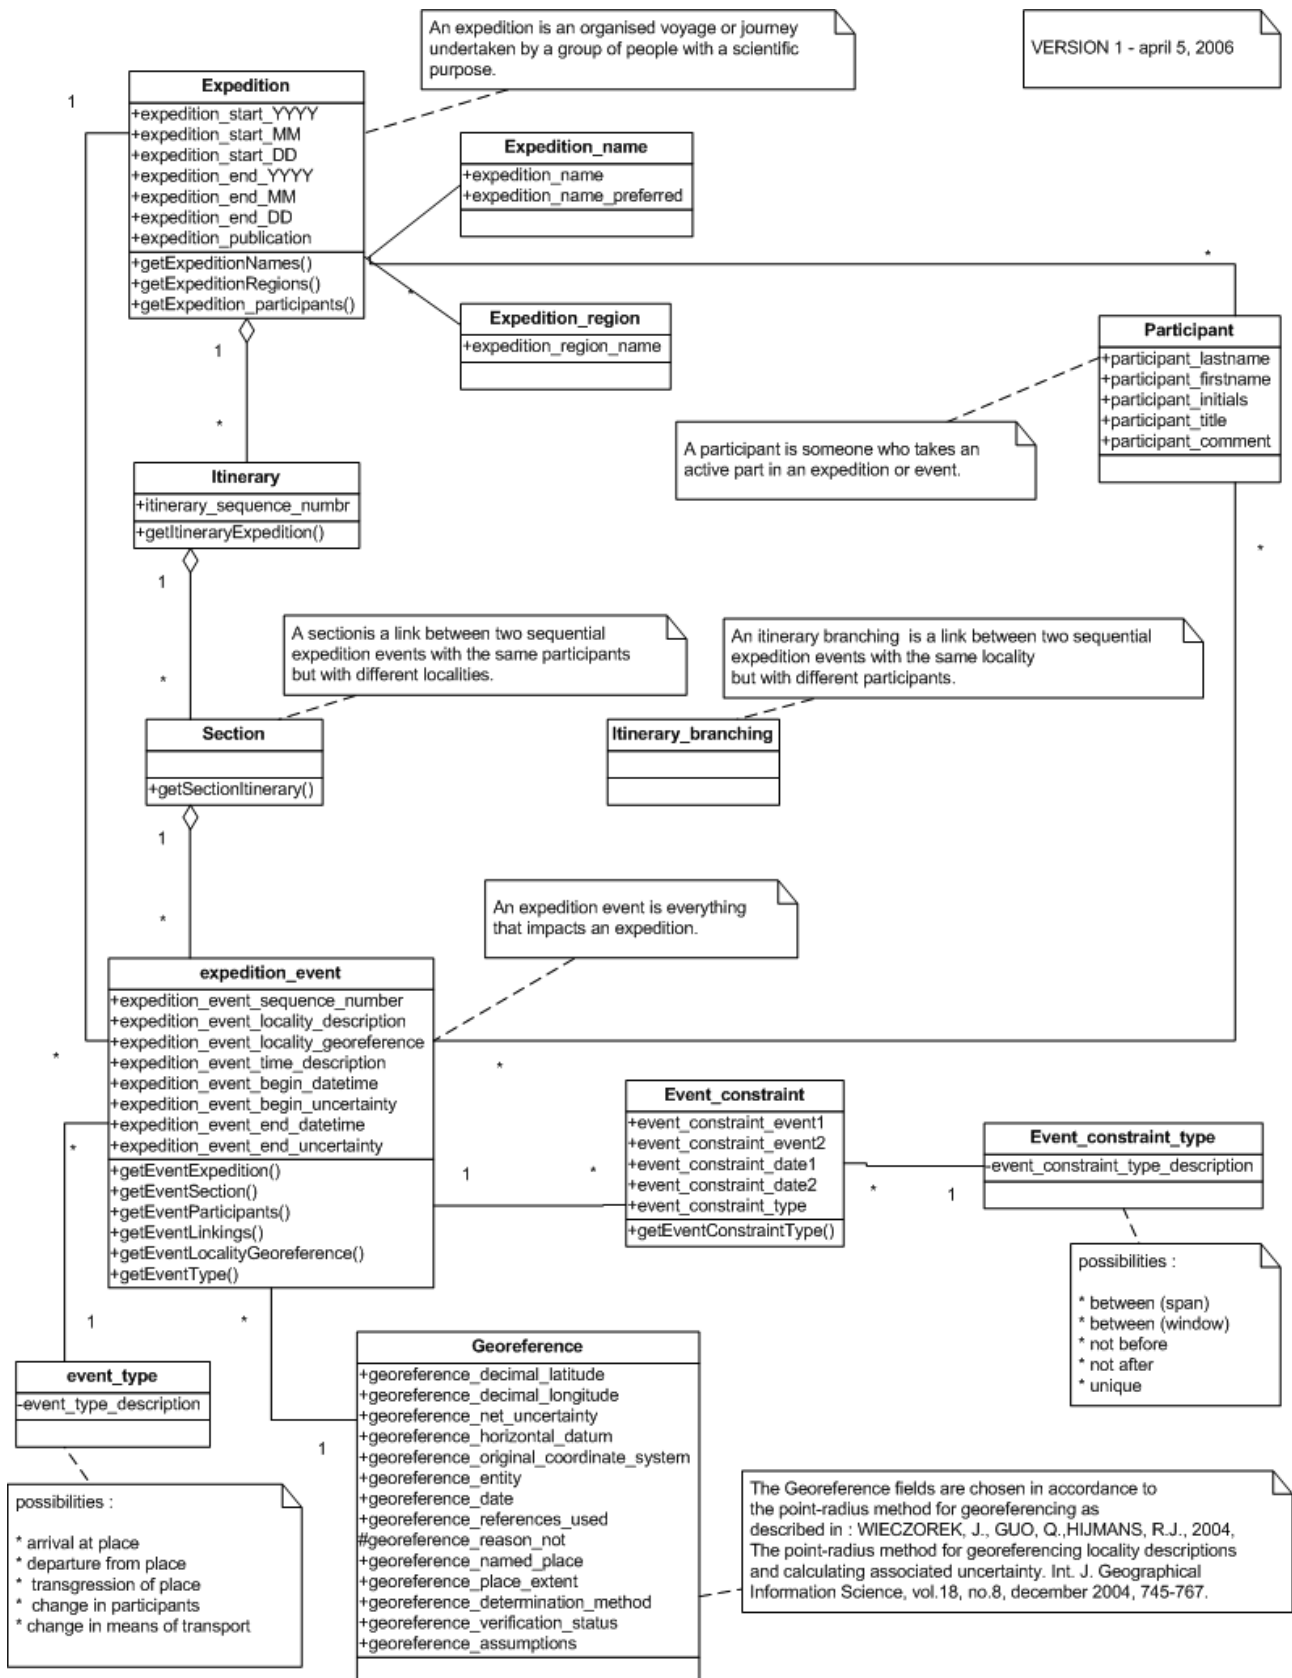 An expedition is an organised voyage or journey
undertaken by a group of people with a scientific
purpose.
VERSION 1 - april 5, 2006
Expedition
+expedition_start_YYYY
+expedition_start_MM
+expedition_start_DD
+expedition_end_YYYY
+expedition_end_MM
+expedition_end_DD
+expedition_publication
+getExpeditionNames()
+getExpeditionRegions()
+getExpedition_participants()
1
Expedition_name
+expedition_name
+expedition_name_preferred
*
*
Expedition_region
+expedition_region_name
Participant
+participant_lastname
+participant_firstname
+participant_initials
+participant_title
+participant_comment
1
*
A participant is someone who takes an
active part in an expedition or event.
Itinerary
+itinerary_sequence_numbr
+getItineraryExpedition()
*
1
A sectionis a link between two sequential
expedition events with the same participants
but with different localities.
An itinerary branching  is a link between two sequential
expedition events with the same locality
but with different participants.
*
Section
+getSectionItinerary()
Itinerary_branching
1
*
An expedition event is everything
that impacts an expedition.
expedition_event
+expedition_event_sequence_number
+expedition_event_locality_description
+expedition_event_locality_georeference
+expedition_event_time_description
+expedition_event_begin_datetime
+expedition_event_begin_uncertainty
+expedition_event_end_datetime
+expedition_event_end_uncertainty
+getEventExpedition()
+getEventSection()
+getEventParticipants()
+getEventLinkings()
+getEventLocalityGeoreference()
+getEventType()
*
*
*
1
*
Event_constraint
+event_constraint_event1
+event_constraint_event2
+event_constraint_date1
+event_constraint_date2
+event_constraint_type
+getEventConstraintType()
*
1
Event_constraint_type
-event_constraint_type_description
possibilities :
* between (span)
* between (window)
* not before
* not after
* unique
1
*
event_type
-event_type_description
1
possibilities :
* arrival at place
* departure from place
* transgression of place
* change in participants
* change in means of transport
Georeference
+georeference_decimal_latitude
+georeference_decimal_longitude
+georeference_net_uncertainty
+georeference_horizontal_datum
+georeference_original_coordinate_system
+georeference_entity
+georeference_date
+georeference_references_used
#georeference_reason_not
+georeference_named_place
+georeference_place_extent
+georeference_determination_method
+georeference_verification_status
+georeference_assumptions
The Georeference fields are chosen in accordance to
the point-radius method for georeferencing as
described in : WIECZOREK, J., GUO, Q.,HIJMANS, R.J., 2004,
The point-radius method for georeferencing locality descriptions
and calculating associated uncertainty. Int. J. Geographical
Information Science, vol.18, no.8, december 2004, 745-767.